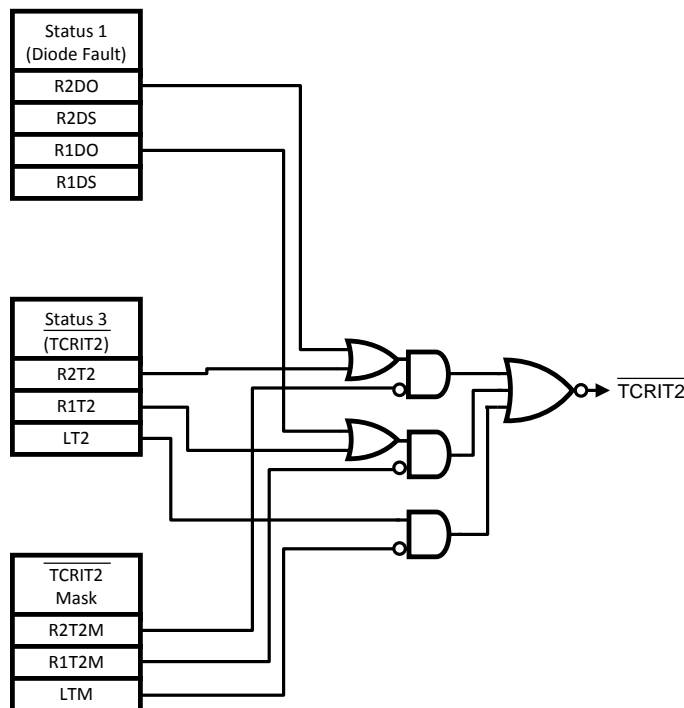 Status 1
(Diode Fault)
R2DO
R2DS
R1DO
R1DS
Status 3
(TCRIT2)
R2T2
R1T2
LT2
TCRIT2
TCRIT2
Mask
R2T2M
R1T2M
LTM